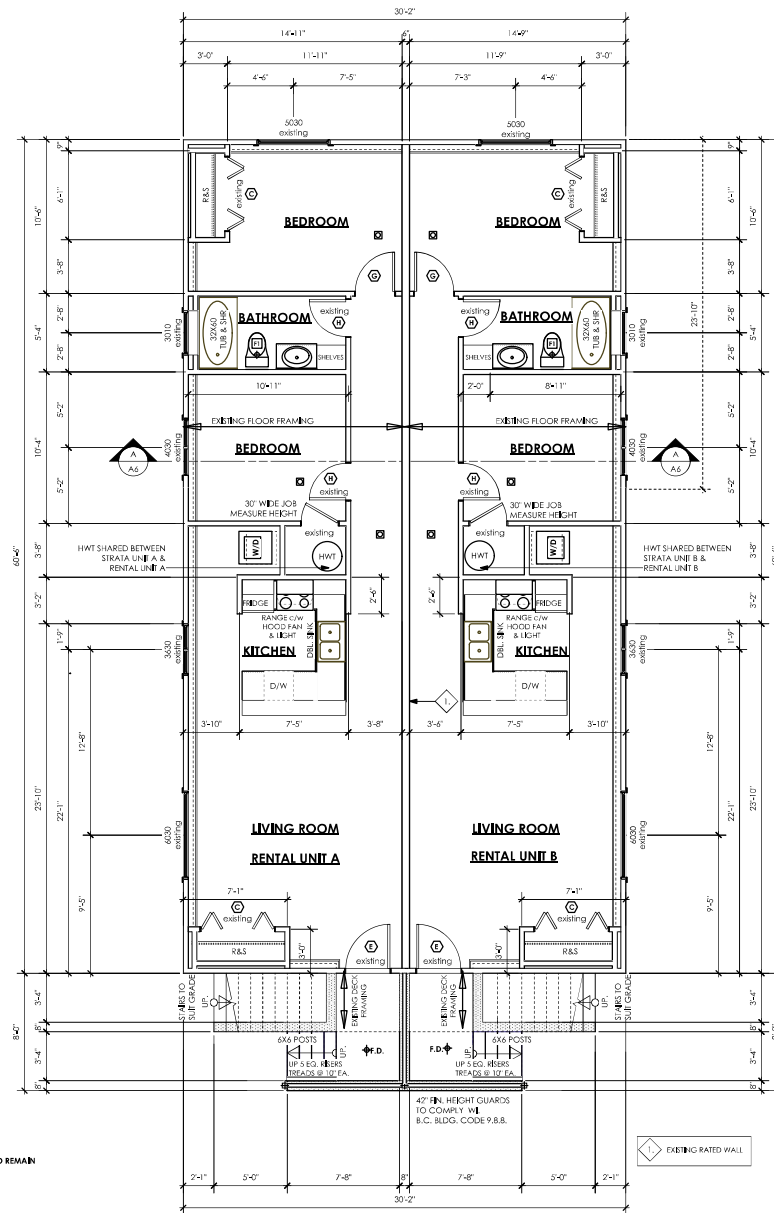 30'-2"
14'-11" 6" 14'-9"
3'-0" 11'-11" 11'-9" 3'-0"
4'-6" 7'-5" 7'-3" 4'-6"
5030
existing
5030
existing
9"
6'-1"
10'-6"
3'-8"
R&S
existing
C
BEDROOM
G
BEDROOM
G
existing
C
R&S
9"
6'-1"
10'-6"
3'-8"
23'-10"
2'-8"
5'-4"
2'-8"
3010
existing
32X60
TUB & SHR
BATHROOM
existing
H
SHELVES
F1
BATHROOM
existing
H
SHELVES
F1
32X60
TUB & SHR
3010
existing
2'-8"
5'-4"
2'-8"
10'-11"
2'-0" 8'-11"
EXISTING FLOOR FRAMING
EXISTING FLOOR FRAMING
5'-2"
10'-4"
5'-2"
4030
existing
A
A6
BEDROOM
H
existing
BEDROOM
H
existing
4030
existing
A
A6
5'-2"
10'-4"
5'-2"
30" WIDE JOB
MEASURE HEIGHT
30" WIDE JOB
MEASURE HEIGHT
existing
existing
60'-6"
3'-8"
HWT SHARED BETWEEN
STRATA UNIT A &
RENTAL UNIT A
W/D
HWT
HWT
W/D
HWT SHARED BETWEEN
STRATA UNIT B &
RENTAL UNIT B
3'-8"
3'-2"
2'-6"
2'-6"
3'-2"
FRIDGE
RANGE c/w
HOOD FAN
& LIGHT
DBL. SINK
KITCHEN
D/W
FRIDGE
RANGE c/w
HOOD FAN
& LIGHT
DBL. SINK
KITCHEN
D/W
1'-9"
3630
existing
3630
existing
1'-9"
1.
3'-10" 7'-5" 3'-8" 3'-6" 7'-5" 3'-10"
12'-8"
23'-10"
22'-1"
9'-5"
6030
existing
LIVING ROOM
RENTAL UNIT A
LIVING ROOM
RENTAL UNIT B
6030
existing
12'-8"
22'-1"
23'-10"
9'-5"
7'-1"
7'-1"
C
existing
R&S
3'-0"
E
existing
E
existing
3'-0"
C
existing
R&S
3'-4"
8"
8'-0"
3'-4"
8"
STAIRS TO
SUIT GRADE
UP.
EXISTING DECK
FRAMING
EXISTING DECK
FRAMING
UP.
STAIRS TO
SUIT GRADE
3'-4"
8"
3'-4"
8"
6X6 POSTS
UP.
F.D.
UP 5 EQ. RISERS
TREADS @ 10" EA.
F.D.
6X6 POSTS
UP.
UP 5 EQ. RISERS
TREADS @ 10" EA.
42" FIN. HEIGHT GUARDS
TO COMPLY W/
B.C. BLDG. CODE 9.8.8.
REMAIN
1. EXISTING RATED WALL
2'-1" 5'-0" 7'-8" 8" 7'-8" 5'-0" 2'-1"
30'-2"